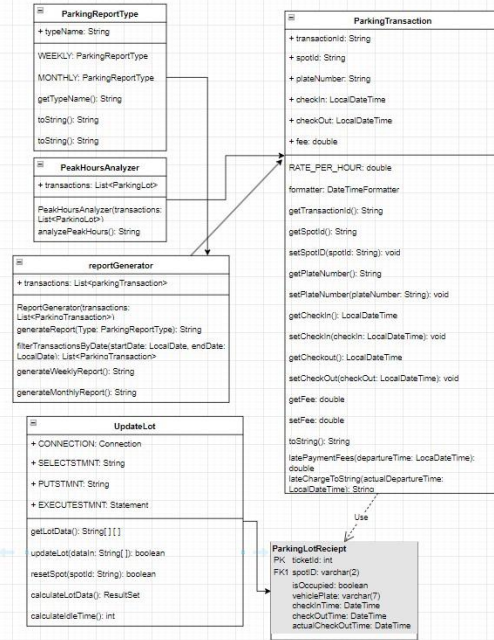 ParkingReportType
+ typeName: String
WEEKLY: ParkingReportType
MONTHLY: ParkingReportType
getTypeName(): String
toString(): String
toString(): String
PeakHoursAnalyzer
+ transactions: List<ParkingLot>
PeakHoursAnalyzer(transactions:
List<ParkingLot>)
analyzePeakHours(): String
reportGenerator
+ transactions: List<parkingTransaction>
ReportGenerator(transactions:
List<ParkingTransaction>)
generateReport(Type: ParkingReportType): String
filterTransactionsByDate(startDate: LocalDate, endDate:
LocalDate): List<ParkingTransaction>
generateWeeklyReport(): String
generateMonthlyReport(): String
UpdateLot
+ CONNECTION: Connection
+ SELECTSTMNT: String
+ PUTSTMNT: String
+ EXECUTESTMNT: Statement
getLotData(): String[ ] [ ]
updateLot(dataIn: String[ ]): boolean
resetSpot(spotId: String): boolean
calculateLotData(): ResultSet
calculateIdleTime(): int
ParkingTransaction
+ transactionId: String
+ spotId: String
+ plateNumber: String
+ checkIn: LocalDateTime
+ checkOut: LocalDateTime
+ fee: double
RATE_PER_HOUR: double
formatter: DateTimeFormatter
getTransactionId(): String
getSpotId(): String
setSpotID(spotId: String): void
getPlateNumber(): String
setPlateNumber(plateNumber: String): void
getCheckIn(): LocalDateTime
setCheckIn(checkIn: LocalDateTime): void
getCheckout(): LocalDateTime
setCheckOut(checkOut: LocalDateTime): void
getFee: double
setFee: double
toString(): String
latePaymentFees(departureTime: LocaDateTime):
double
lateChargeToString(actualDepartureTime:
LocalDateTime): String
Use
ParkingLotReciept
PK ticketId: int
FK1 spotID: varchar(2)
isOccupied: boolean
vehiclePlate: varchar(7)
checkinTime: DateTime
checkOutTime: DateTime
actualCheckOutTime: DateTime